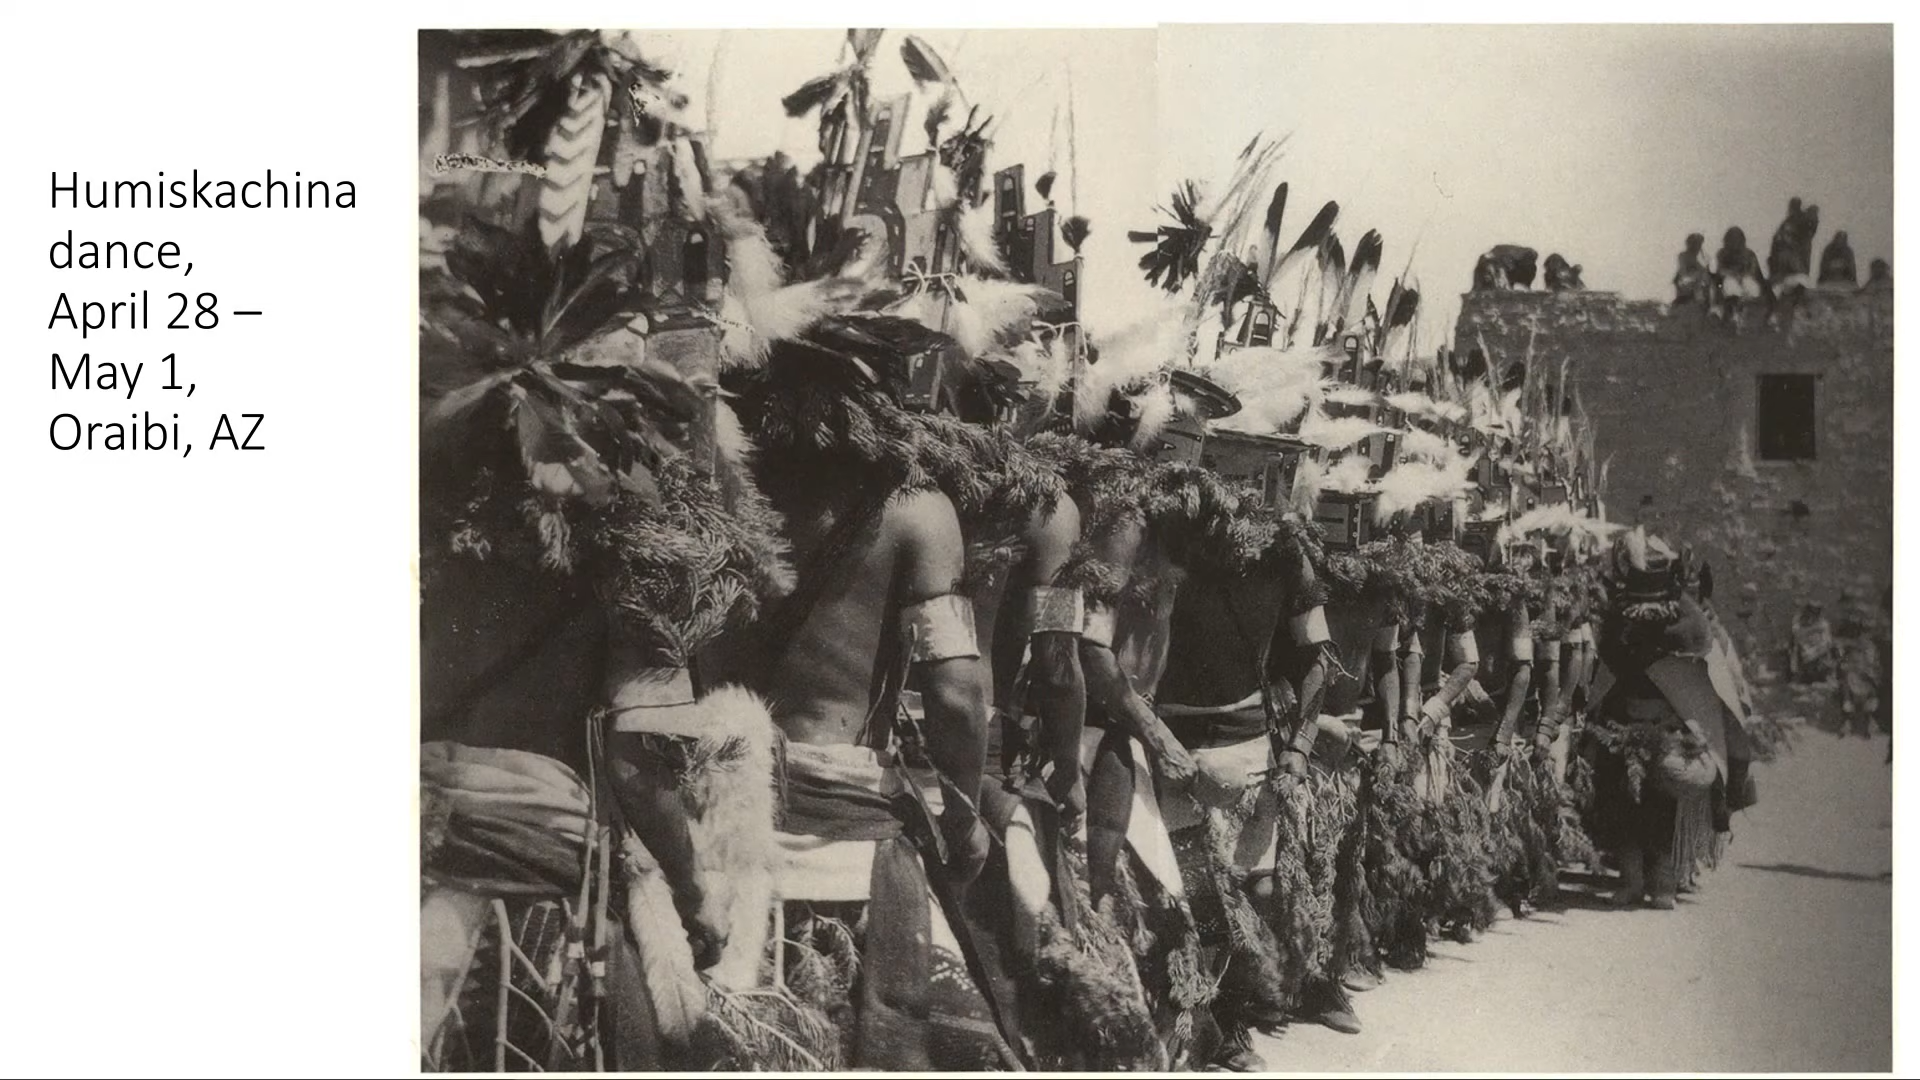 Humiskachina
dance,
April 28 –
May 1,
Oraibi, AZ